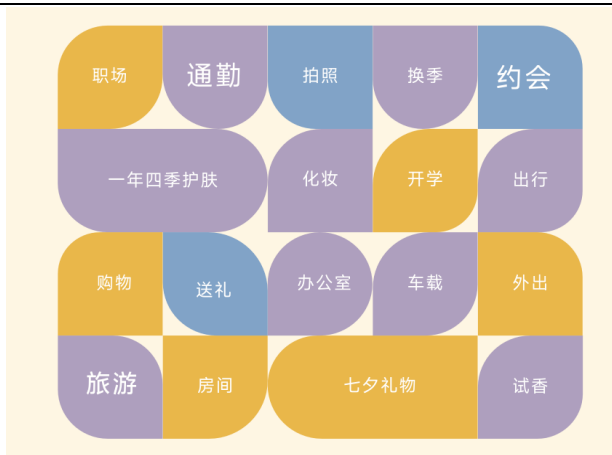 职场 通勤 拍照 换季 约会
一年四季护肤 化妆 开学 出行
购物 送礼 办公室 车载 外出
旅游 房间 七夕礼物 试香